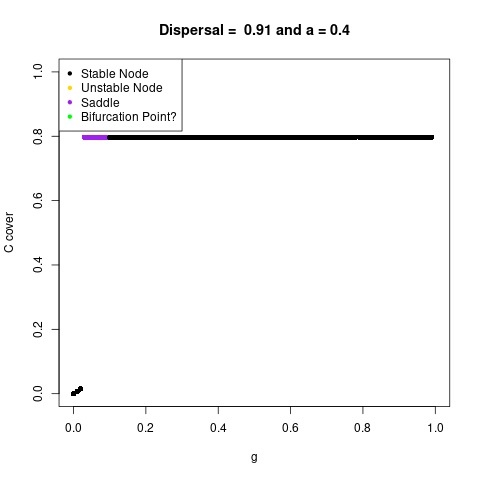 Dispersal =  0.91 and a = 0.4
Stable Node
Unstable Node
Saddle
Bifurcation Point?
1.0
0.8
0.6
0.4
0.2
0.0
C cover
0.0 0.2 0.4 0.6 0.8 1.0
g